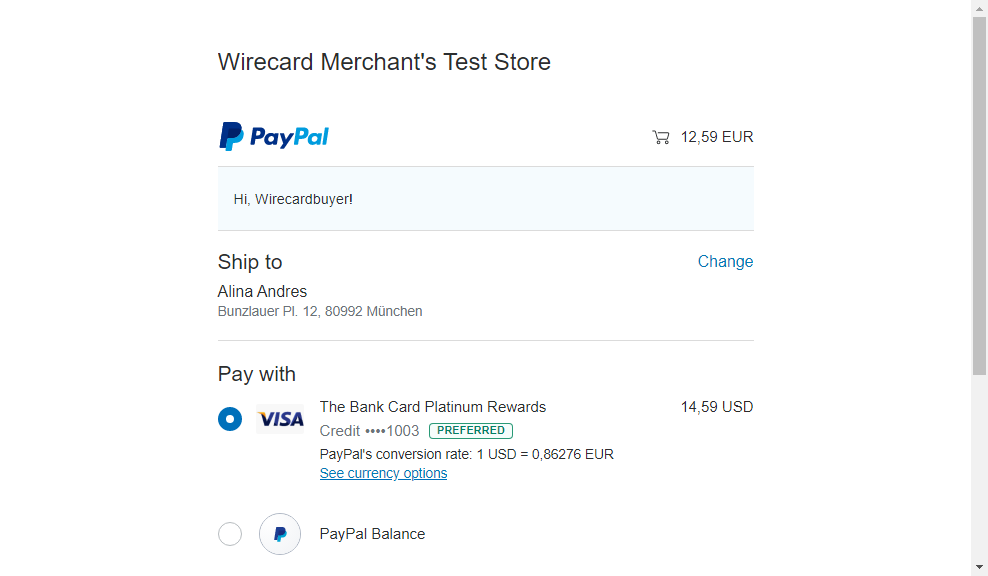 Wirecard Merchant's Test Store
PayPal 12,59 EUR
Hi, Wirecardbuyer!
Ship to Change
Alina Andres
Bunzlauer Pl. 12, 80992 München
Pay with
VISA The Bank Card Platinum Rewards 14,59 USD
Credit ••••1003 PREFERRED
PayPal's conversion rate: 1 USD = 0,86276 EUR
See currency options
PayPal Balance